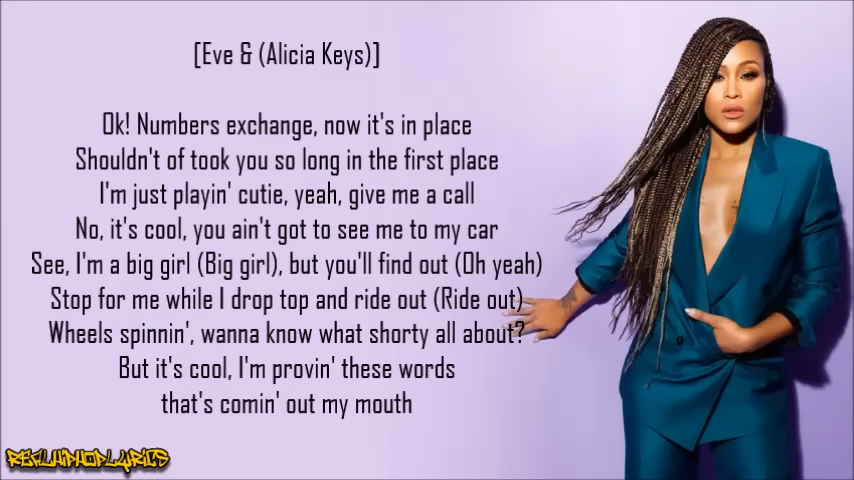 [Eve & (Alicia Keys)]
Ok! Numbers exchange, now it's in place
Shouldn't of took you so long in the first place
I'm just playin' cutie, yeah, give me a call
No, it's cool, you ain't got to see me to my car
See, I'm a big girl (Big girl), but you'll find out (Oh yeah)
Stop for me while I drop top and ride out (Ride out)
Wheels spinnin', wanna know what shorty all about?
But it's cool, I'm provin' these words
that's comin' out my mouth
REALHIPHOPLYRICS